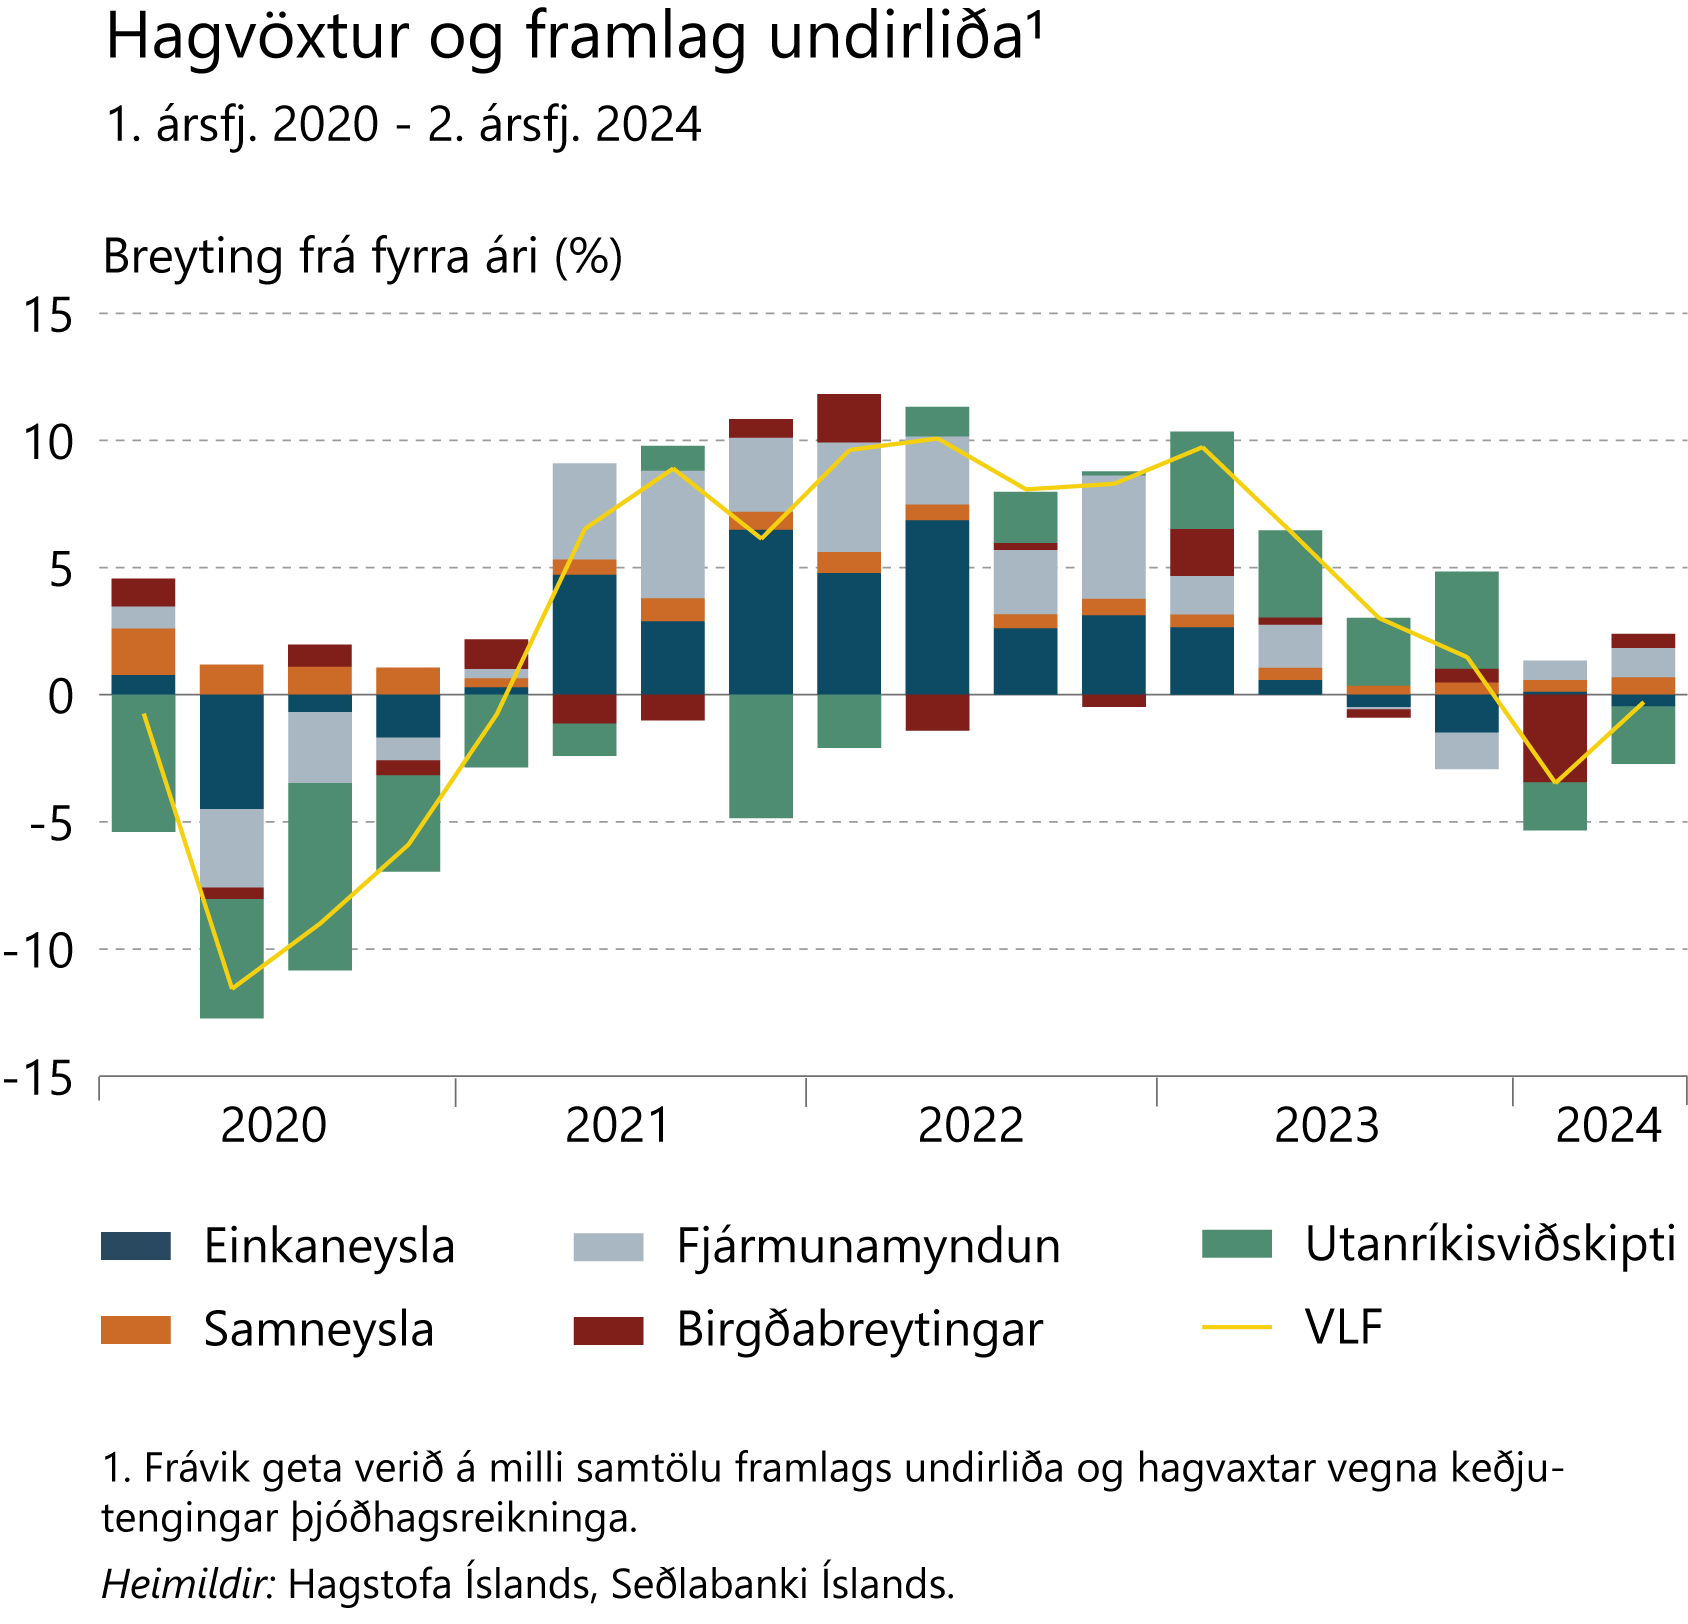 Hagvöxtur og framlag undirliða¹
1. ársfj. 2020 - 2. ársfj. 2024
Breyting frá fyrra ári (%)
15
10
5
0
-5
-10
-15
2020 2021 2022 2023 2024
Einkaneysla Fjármunamyndun Utanríkisviðskipti
Samneysla Birgðabreytingar VLF
1. Frávik geta verið á milli samtölu framlags undirliða og hagvaxtar vegna keðju-
tengingar þjóðhagsreikninga.
Heimildir: Hagstofa Íslands, Seðlabanki Íslands.